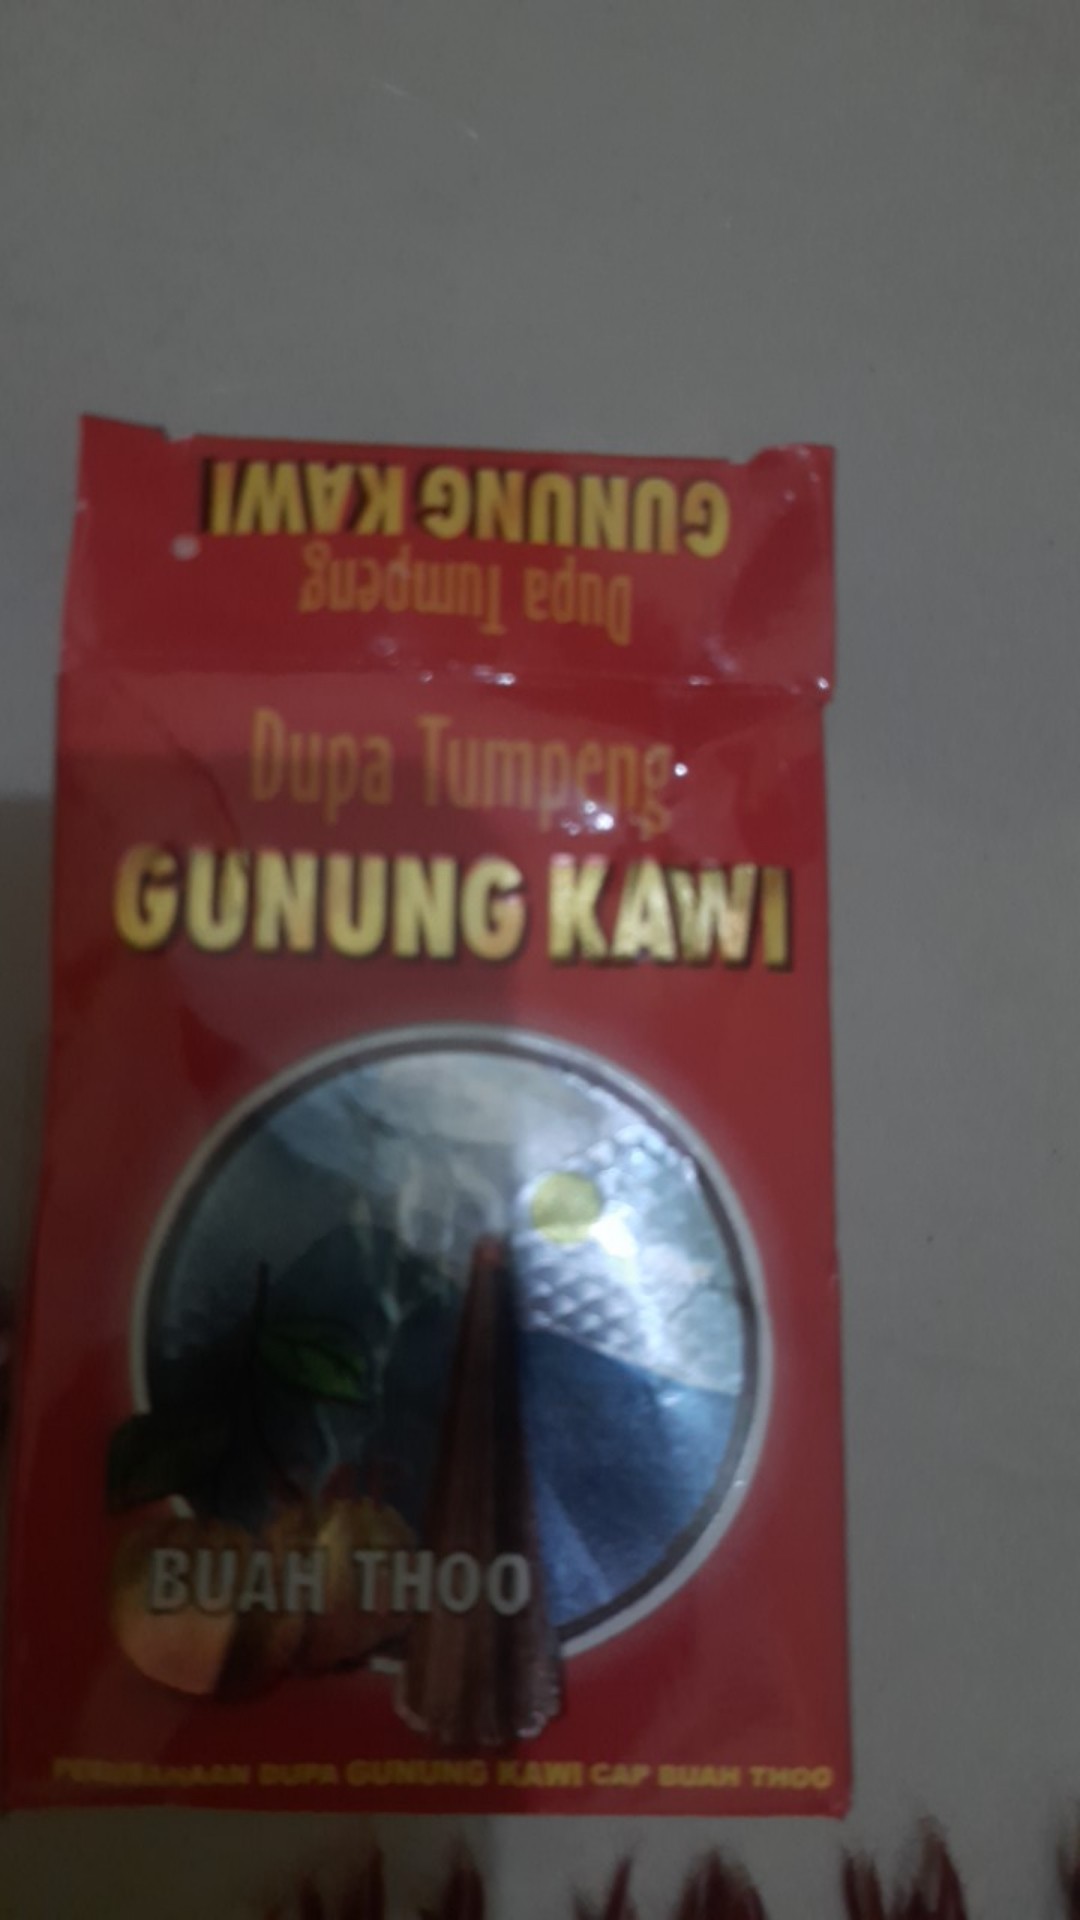 GUNUNG KAWI
Dupa Tumpeng
Dupa Tumpeng
GUNUNG KAWI
BUAH THOO
PERUSAHAAN DUPA GUNUNG KAWI CAP BUAH THOO